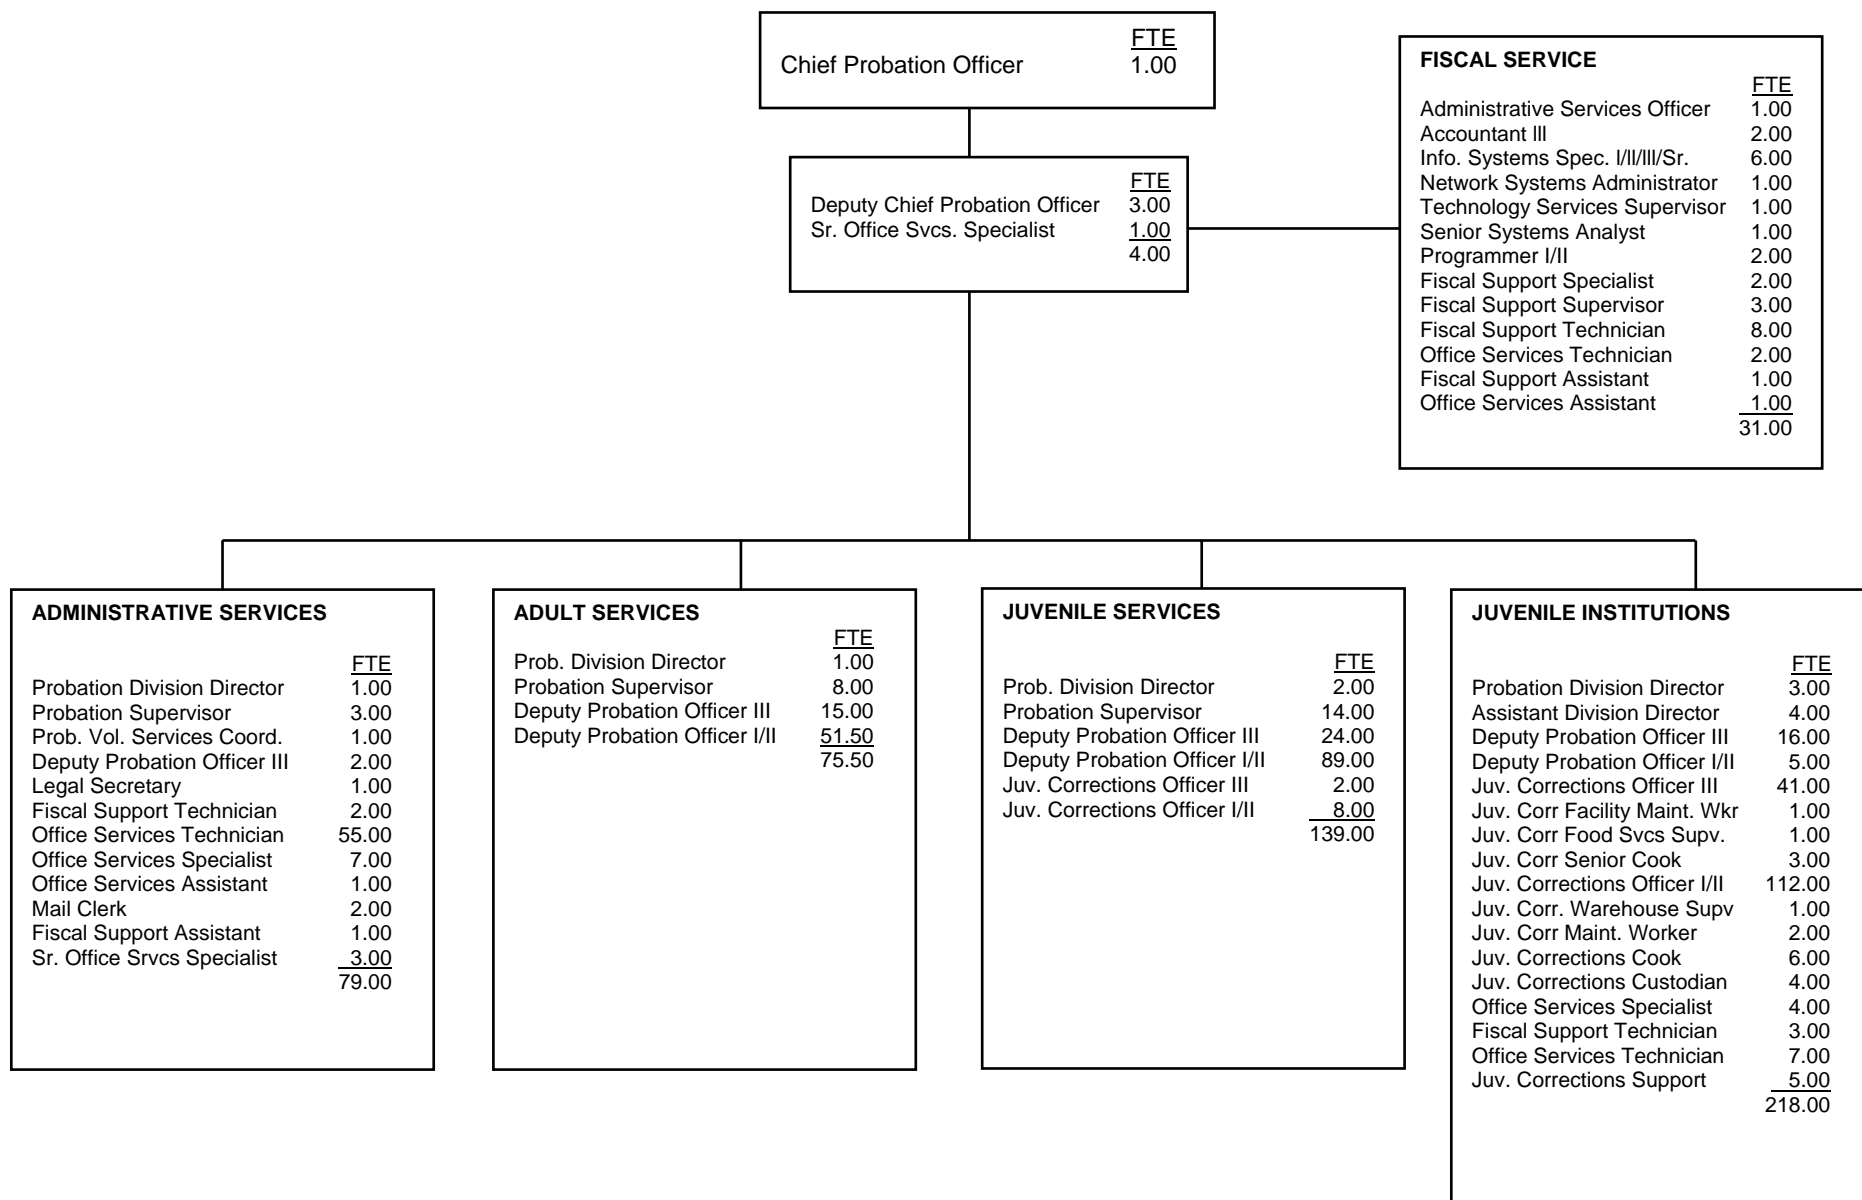 FTE
Chief Probation Officer 1.00
FTE
Deputy Chief Probation Officer 3.00
Sr. Office Svcs. Specialist 1.00
4.00
FISCAL SERVICE
FTE
Administrative Services Officer 1.00
Accountant III 2.00
Info. Systems Spec. I/II/III/Sr. 6.00
Network Systems Administrator 1.00
Technology Services Supervisor 1.00
Senior Systems Analyst 1.00
Programmer I/II 2.00
Fiscal Support Specialist 2.00
Fiscal Support Supervisor 3.00
Fiscal Support Technician 8.00
Office Services Technician 2.00
Fiscal Support Assistant 1.00
Office Services Assistant 1.00
31.00
ADMINISTRATIVE SERVICES
FTE
Probation Division Director 1.00
Probation Supervisor 3.00
Prob. Vol. Services Coord. 1.00
Deputy Probation Officer III 2.00
Legal Secretary 1.00
Fiscal Support Technician 2.00
Office Services Technician 55.00
Office Services Specialist 7.00
Office Services Assistant 1.00
Mail Clerk 2.00
Fiscal Support Assistant 1.00
Sr. Office Srvcs Specialist 3.00
79.00
ADULT SERVICES
FTE
Prob. Division Director 1.00
Probation Supervisor 8.00
Deputy Probation Officer III 15.00
Deputy Probation Officer I/II 51.50
75.50
JUVENILE SERVICES
FTE
Prob. Division Director 2.00
Probation Supervisor 14.00
Deputy Probation Officer III 24.00
Deputy Probation Officer I/II 89.00
Juv. Corrections Officer III 2.00
Juv. Corrections Officer I/II 8.00
139.00
JUVENILE INSTITUTIONS
FTE
Probation Division Director 3.00
Assistant Division Director 4.00
Deputy Probation Officer III 16.00
Deputy Probation Officer I/II 5.00
Juv. Corrections Officer III 41.00
Juv. Corr Facility Maint. Wkr 1.00
Juv. Corr Food Svcs Supv. 1.00
Juv. Corr Senior Cook 3.00
Juv. Corrections Officer I/II 112.00
Juv. Corr. Warehouse Supv 1.00
Juv. Corr Maint. Worker 2.00
Juv. Corrections Cook 6.00
Juv. Corrections Custodian 4.00
Office Services Specialist 4.00
Fiscal Support Technician 3.00
Office Services Technician 7.00
Juv. Corrections Support 5.00
218.00